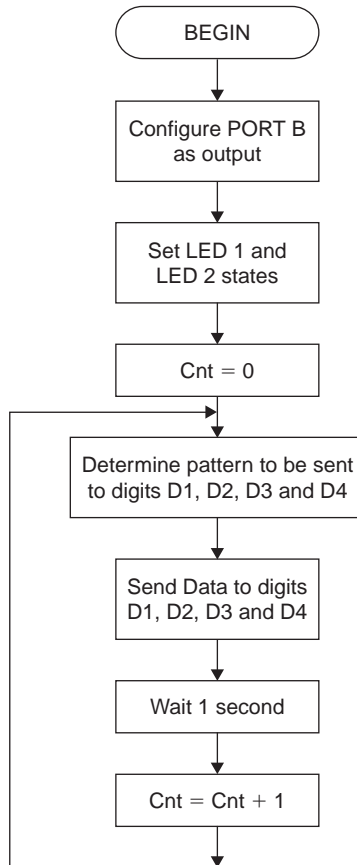 BEGIN
Configure PORT B
as output
Set LED 1 and
LED 2 states
Cnt = 0
Determine pattern to be sent
to digits D1, D2, D3 and D4
Send Data to digits
D1, D2, D3 and D4
Wait 1 second
Cnt = Cnt + 1